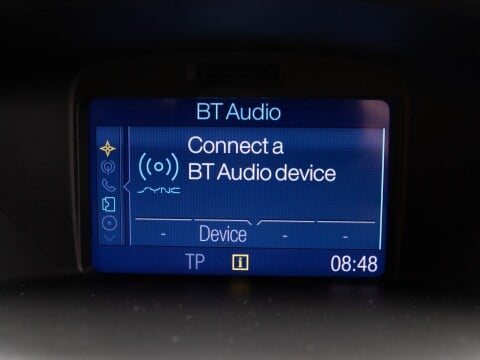 BT Audio
Connect a
BT Audio device
SYNC
- Device - -
TP i 08:48